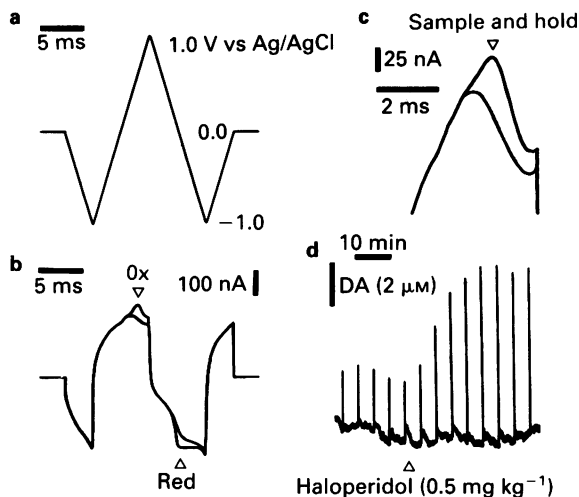 a
5 ms
1.0 V vs Ag/AgCl
0.0
−1.0
b
5 ms
0x
100 nA
Red
c
Sample and hold
25 nA
2 ms
d
10 min
DA (2 μM)
Haloperidol (0.5 mg kg⁻¹)